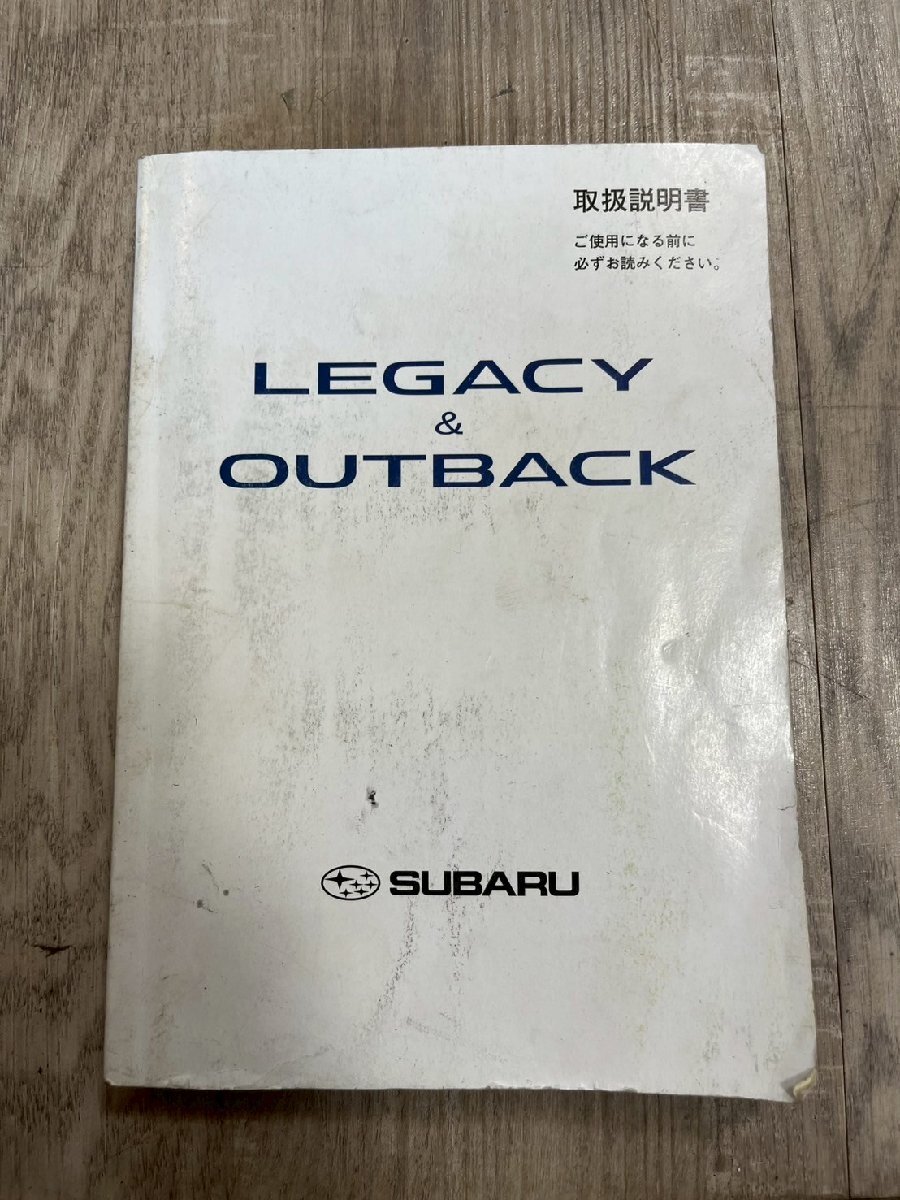 取扱説明書
ご使用になる前に
必ずお読みください。
LEGACY
&
OUTBACK
SUBARU